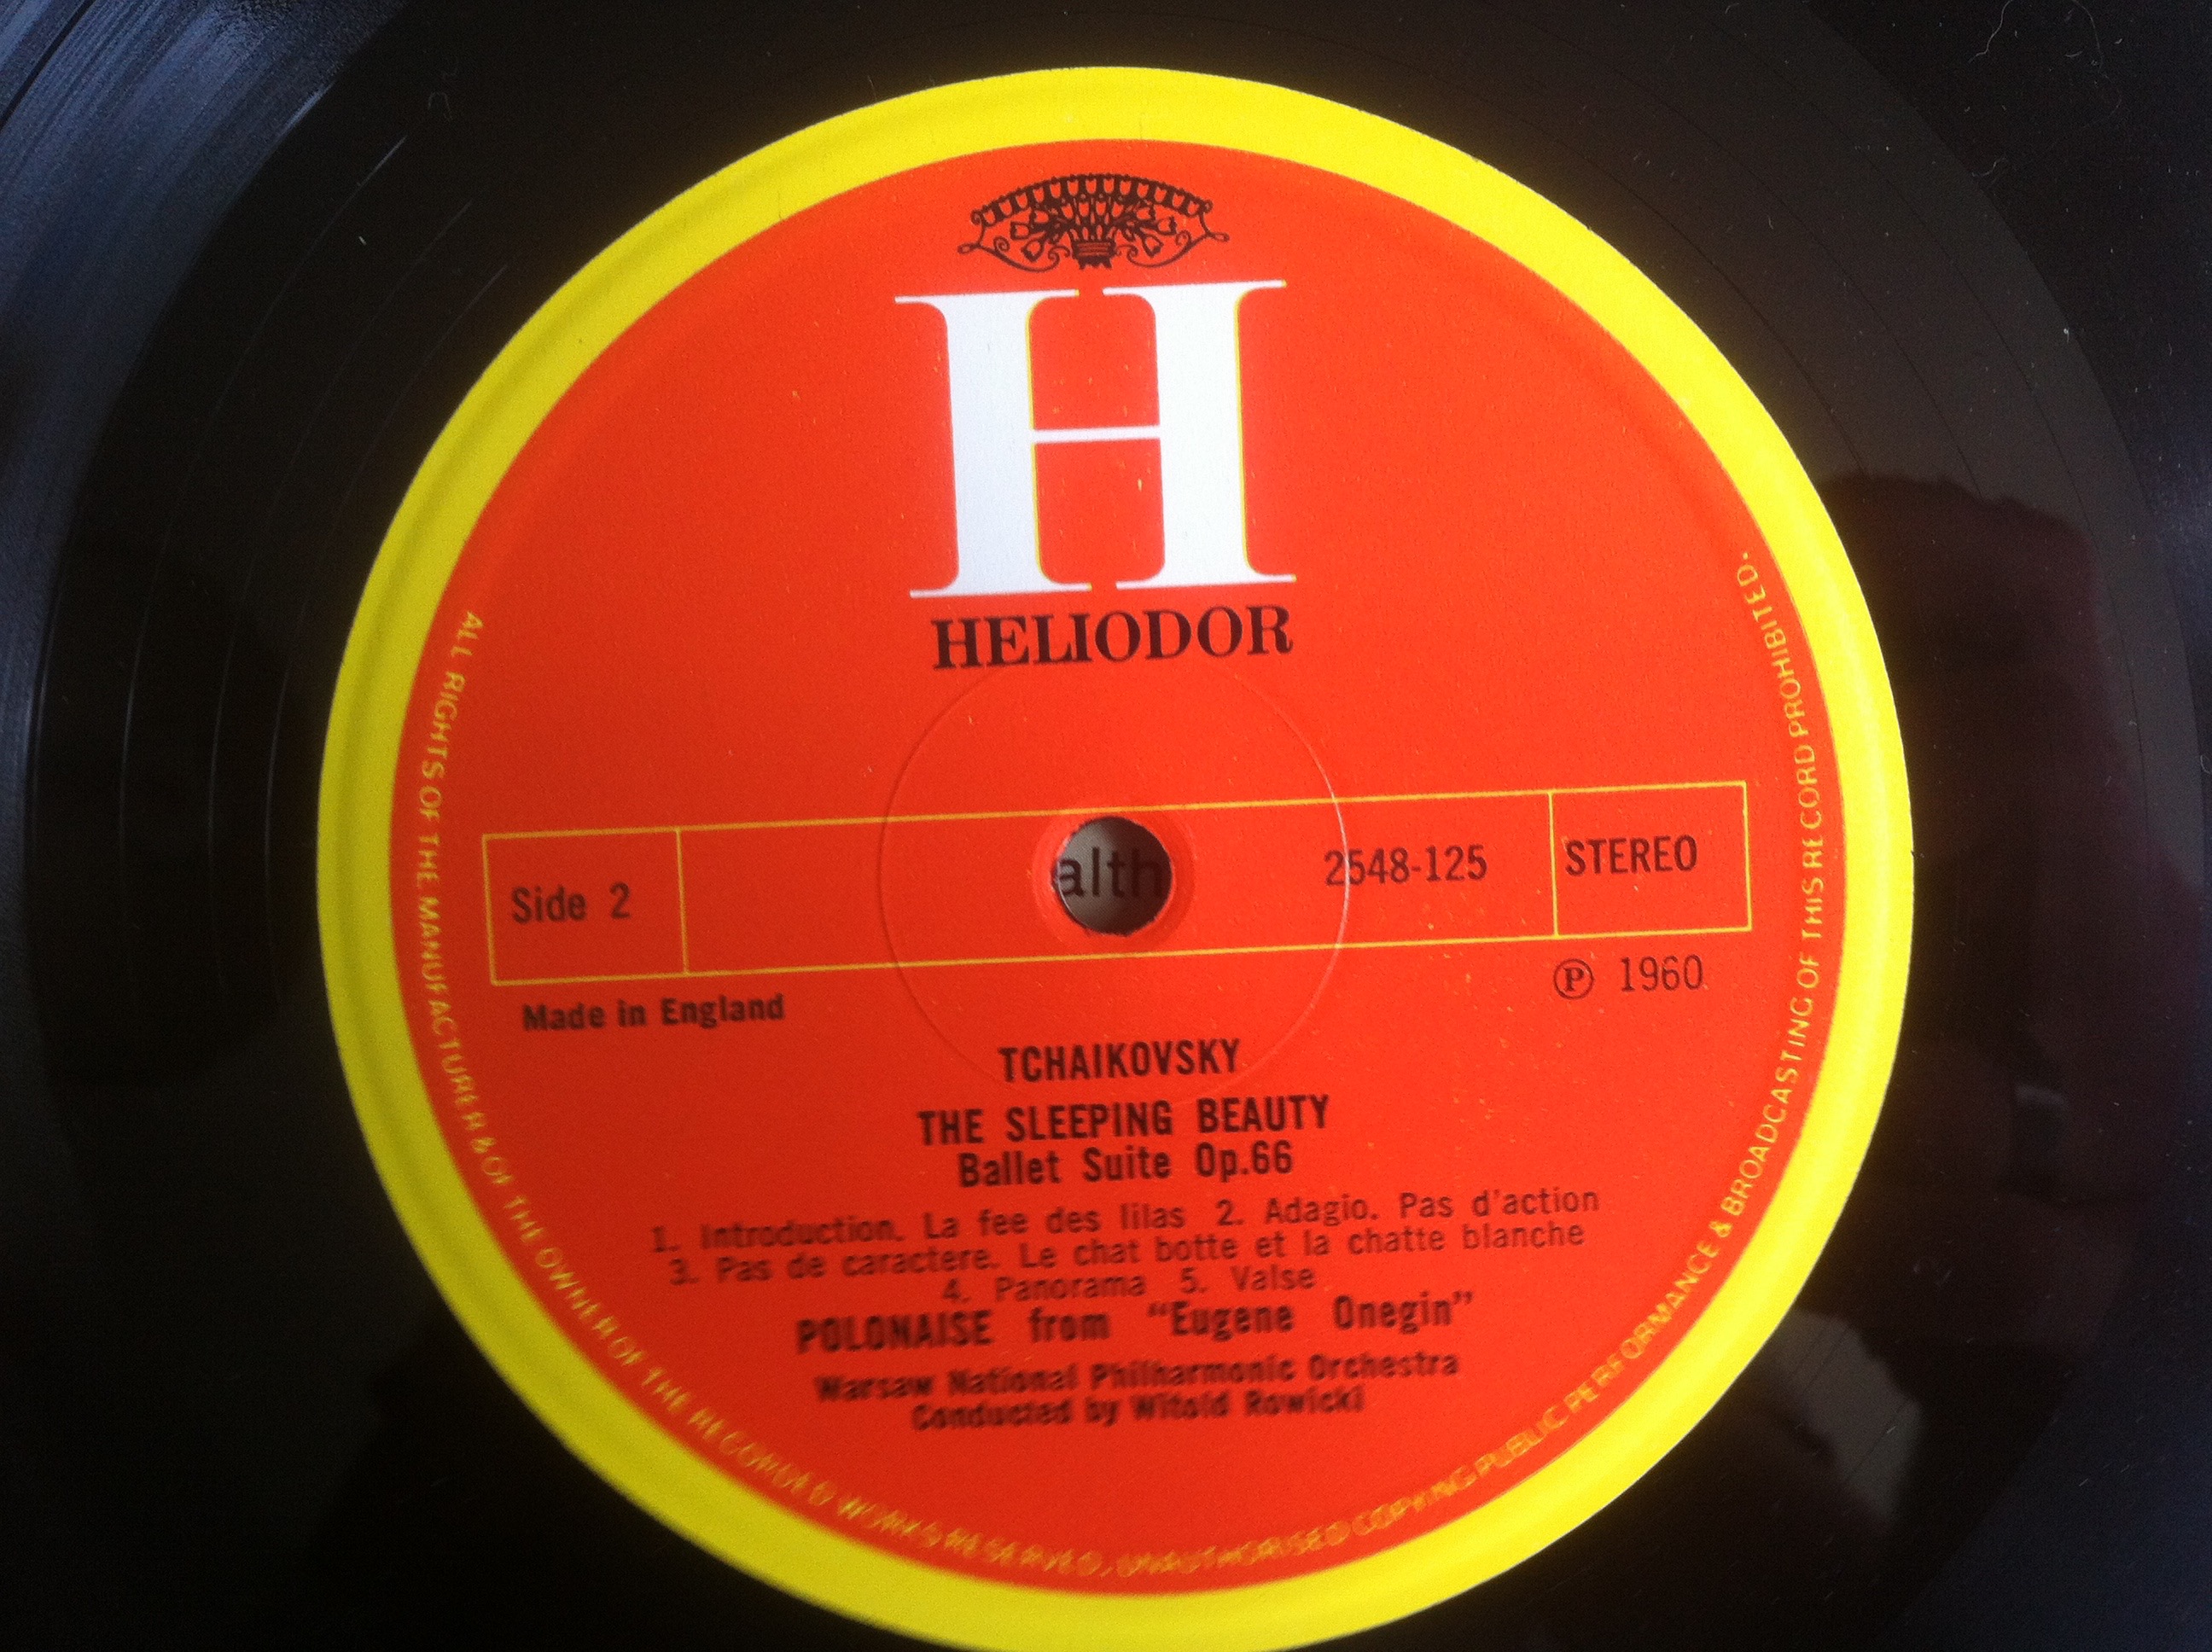 H
HELIODOR
Side 2
2548-125
STEREO
alth
Made in England
Ⓟ 1960
TCHAIKOVSKY
THE SLEEPING BEAUTY
Ballet Suite Op.66
1. Introduction. La fee des lilas 2. Adagio. Pas d'action
3. Pas de caractere. Le chat botte et la chatte blanche
4. Panorama 5. Valse
POLONAISE from "Eugene Onegin"
Warsaw National Philharmonic Orchestra
Conducted by Witold Rowicki
ALL RIGHTS OF THE MANUFACTURER & OF THE OWNER OF THE RECORDED WORKS RESERVED, UNAUTHORISED COPYING PUBLIC PERFORMANCE & BROADCASTING OF THIS RECORD PROHIBITED.